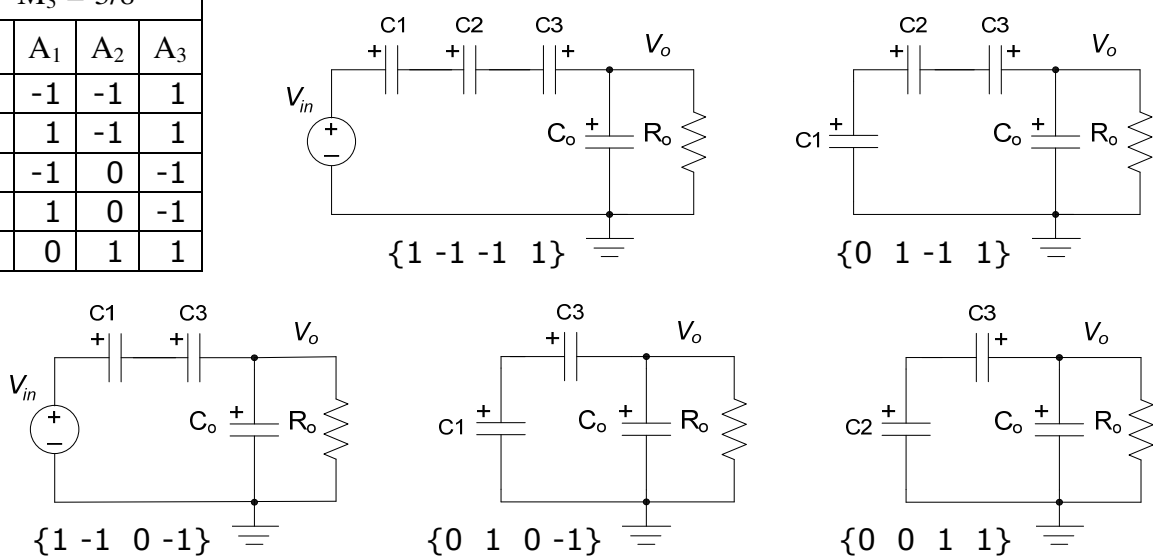 M₃ = 3/8
A₁ A₂ A₃
-1 -1 1
1 -1 1
-1 0 -1
1 0 -1
0 1 1
C1 C2 C3
+ + + Vₒ
Vᵢₙ
+ −
+ Cₒ Rₒ
{1 -1 -1 1}
C2 C3
+ + Vₒ
C1 +
+ Cₒ Rₒ
{0 1 -1 1}
C1 C3
+ + Vₒ
Vᵢₙ
+ −
Cₒ + Rₒ
{1 -1 0 -1}
C3
+ Vₒ
C1 +
Cₒ + Rₒ
{0 1 0 -1}
C3
+ Vₒ
C2 +
Cₒ + Rₒ
{0 0 1 1}